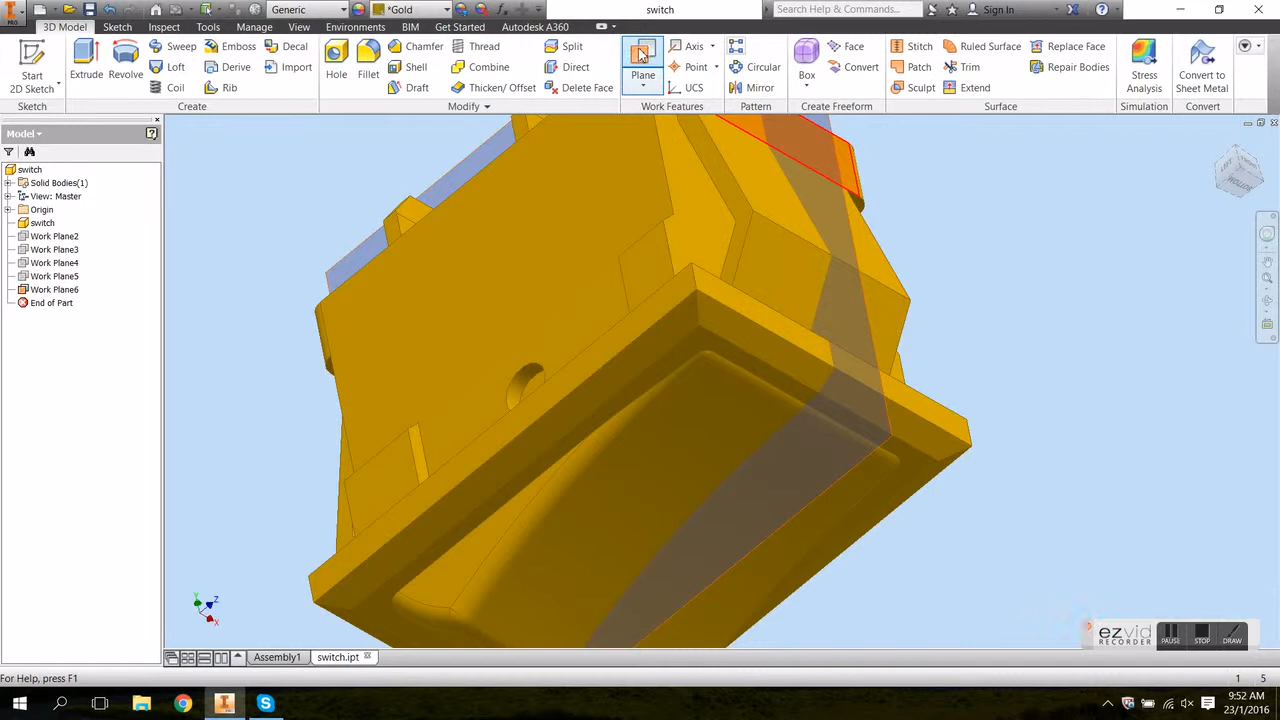 Generic *Gold switch Search Help & Commands... Sign In
PRO 3D Model Sketch Inspect Tools Manage View Environments BIM Get Started Autodesk A360
Start 2D Sketch Extrude Revolve Sweep Emboss Decal Hole Fillet Chamfer Thread Split Plane Axis Circular Box Face Stitch Ruled Surface Replace Face Stress Analysis Convert to Sheet Metal
Loft Derive Import Shell Combine Direct Point Convert Patch Trim Repair Bodies
Coil Rib Draft Thicken/ Offset Delete Face UCS Mirror Sculpt Extend
Sketch Create Modify Work Features Pattern Create Freeform Surface Simulation Convert
Model
switch
Solid Bodies(1)
View: Master
Origin
switch
Work Plane2
Work Plane3
Work Plane4
Work Plane5
Work Plane6
End of Part
LEFT BOTTOM
Y Z X
ezvid RECORDER PAUSE STOP DRAW
Assembly1 switch.ipt
For Help, press F1 1 5
9:52 AM
23/1/2016